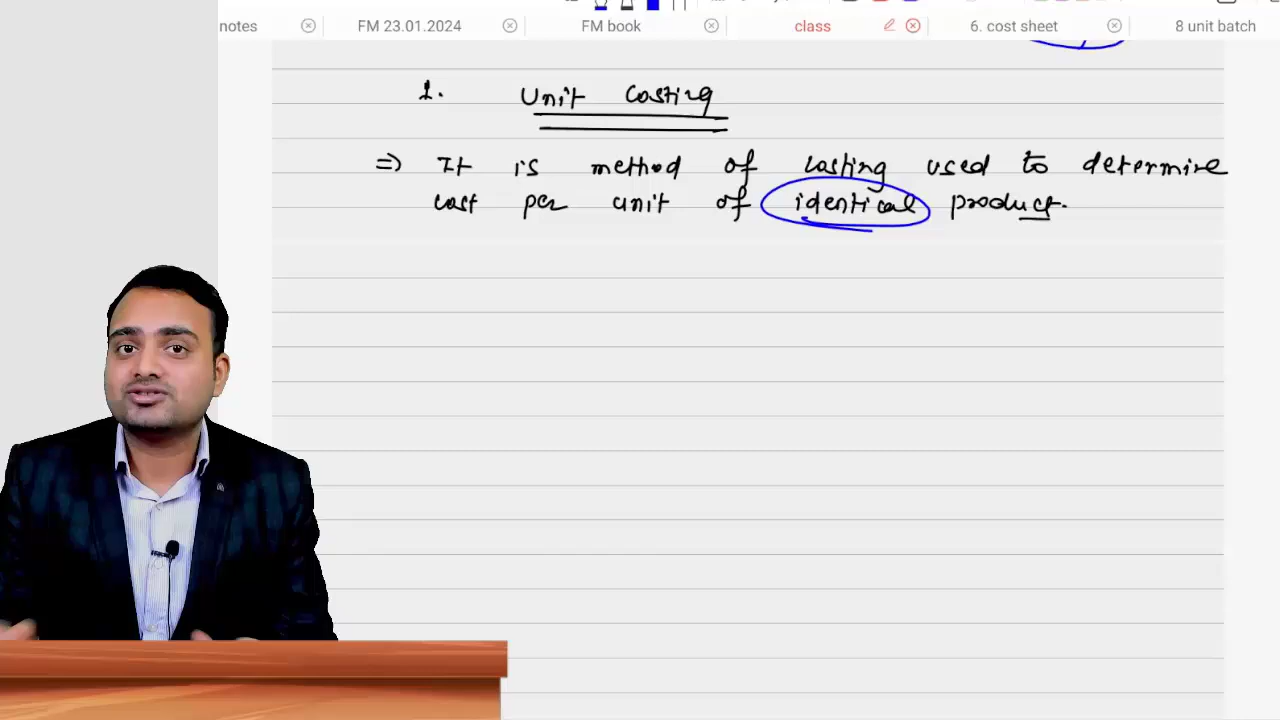 notes FM 23.01.2024 FM book class 6. cost sheet 8 unit batch
1. Unit Costing
⇒ It is method of costing used to determine
cost per unit of identical product.